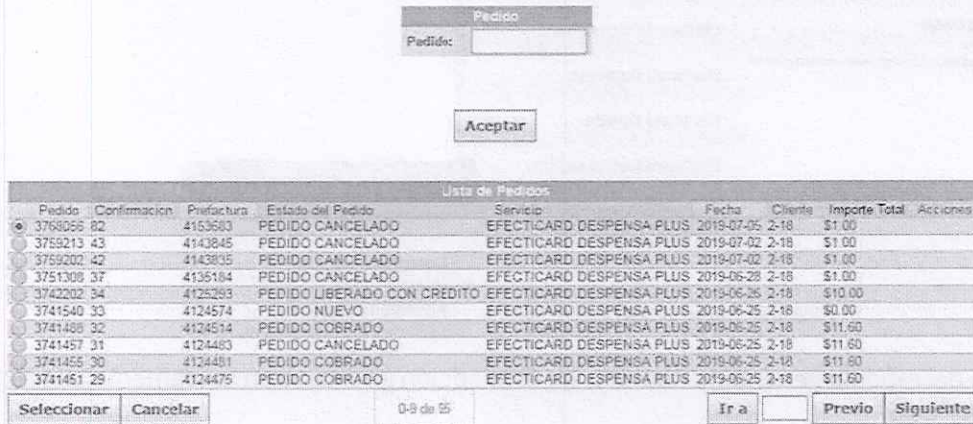 Pedido
Pedido:
Aceptar
Lista de Pedidos
Pedido Confirmacion Prefactura Estado del Pedido Servicio Fecha Cliente Importe Total Acciones
3768056 82 4153683 PEDIDO CANCELADO EFECTICARD DESPENSA PLUS 2019-07-05 2-18 $1.00
3759213 43 4143845 PEDIDO CANCELADO EFECTICARD DESPENSA PLUS 2019-07-02 2-18 $1.00
3759202 42 4143835 PEDIDO CANCELADO EFECTICARD DESPENSA PLUS 2019-07-02 2-18 $1.00
3751308 37 4135184 PEDIDO CANCELADO EFECTICARD DESPENSA PLUS 2019-06-28 2-18 $1.00
3742202 34 4125293 PEDIDO LIBERADO CON CREDITO EFECTICARD DESPENSA PLUS 2019-06-25 2-18 $10.00
3741540 33 4124574 PEDIDO NUEVO EFECTICARD DESPENSA PLUS 2019-06-25 2-18 $0.00
3741488 32 4124514 PEDIDO COBRADO EFECTICARD DESPENSA PLUS 2019-06-25 2-18 $11.60
3741457 31 4124483 PEDIDO CANCELADO EFECTICARD DESPENSA PLUS 2019-06-25 2-18 $11.60
3741455 30 4124481 PEDIDO COBRADO EFECTICARD DESPENSA PLUS 2019-06-25 2-18 $11.60
3741451 29 4124475 PEDIDO COBRADO EFECTICARD DESPENSA PLUS 2019-06-25 2-18 $11.60
Seleccionar Cancelar 0-9 de Ir a Previo Siguiente